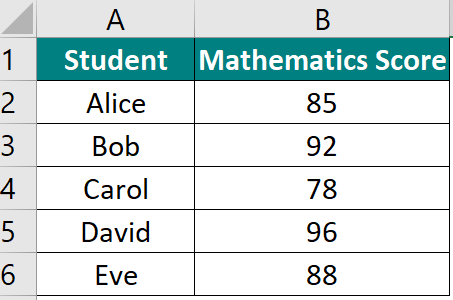 A B
1 Student Mathematics Score
2 Alice 85
3 Bob 92
4 Carol 78
5 David 96
6 Eve 88